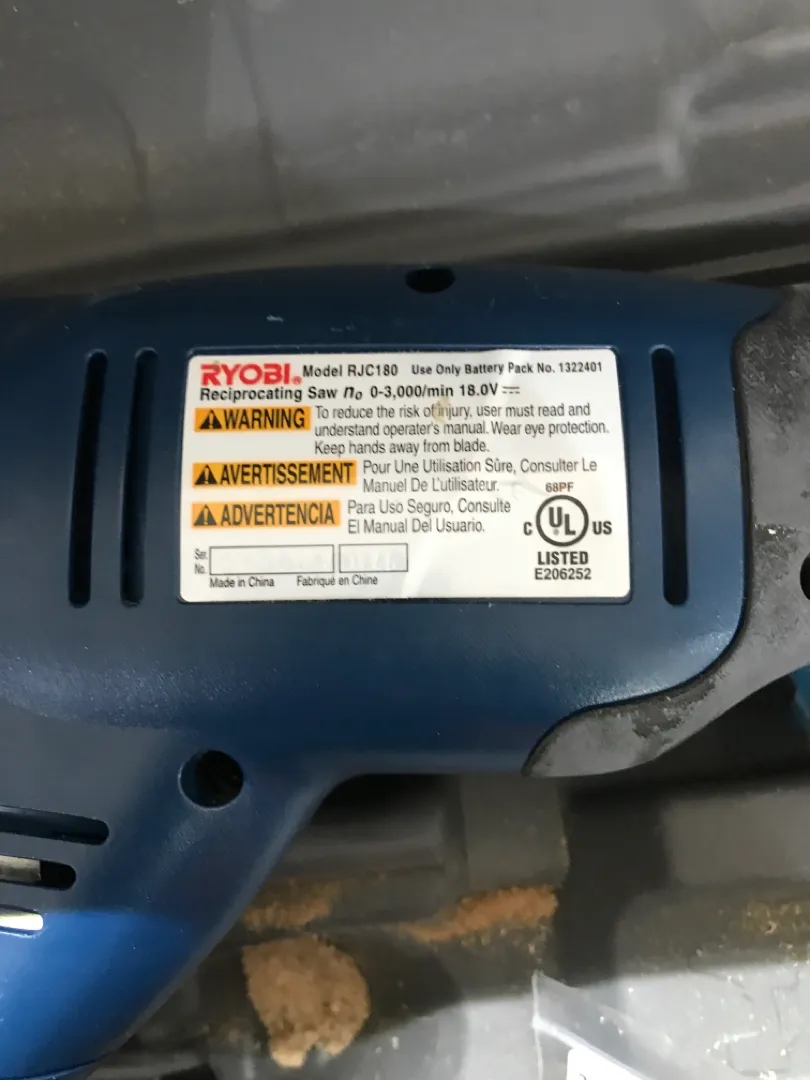 RYOBI® Model RJC180 Use Only Battery Pack No. 1322401
Reciprocating Saw no 0-3,000/min 18.0V
WARNING To reduce the risk of injury, user must read and
understand operator's manual. Wear eye protection.
Keep hands away from blade.
AVERTISSEMENT Pour Une Utilisation Sûre, Consulter Le
Manuel De L'utilisateur.
ADVERTENCIA Para Uso Seguro, Consulte
El Manual Del Usuario.
68PF
C UL US
LISTED
E206252
Ser.
No.
Made in China Fabriqué en Chine